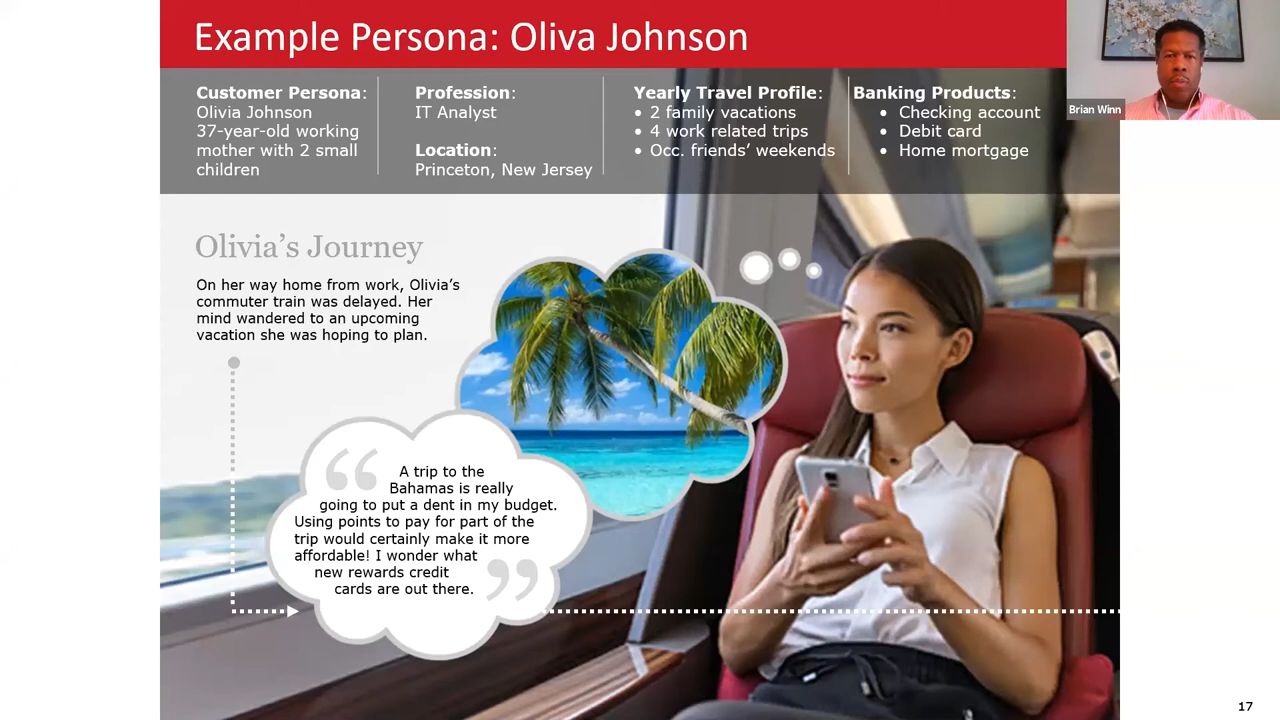 Example Persona: Oliva Johnson
Brian Winn
Customer Persona:
Olivia Johnson
37-year-old working
mother with 2 small
children
Profession:
IT Analyst
Location:
Princeton, New Jersey
Yearly Travel Profile:
• 2 family vacations
• 4 work related trips
• Occ. friends’ weekends
Banking Products:
• Checking account
• Debit card
• Home mortgage
Olivia’s Journey
On her way home from work, Olivia’s
commuter train was delayed. Her
mind wandered to an upcoming
vacation she was hoping to plan.
“ A trip to the
Bahamas is really
going to put a dent in my budget.
Using points to pay for part of the
trip would certainly make it more
affordable! I wonder what
new rewards credit
cards are out there. ”
17